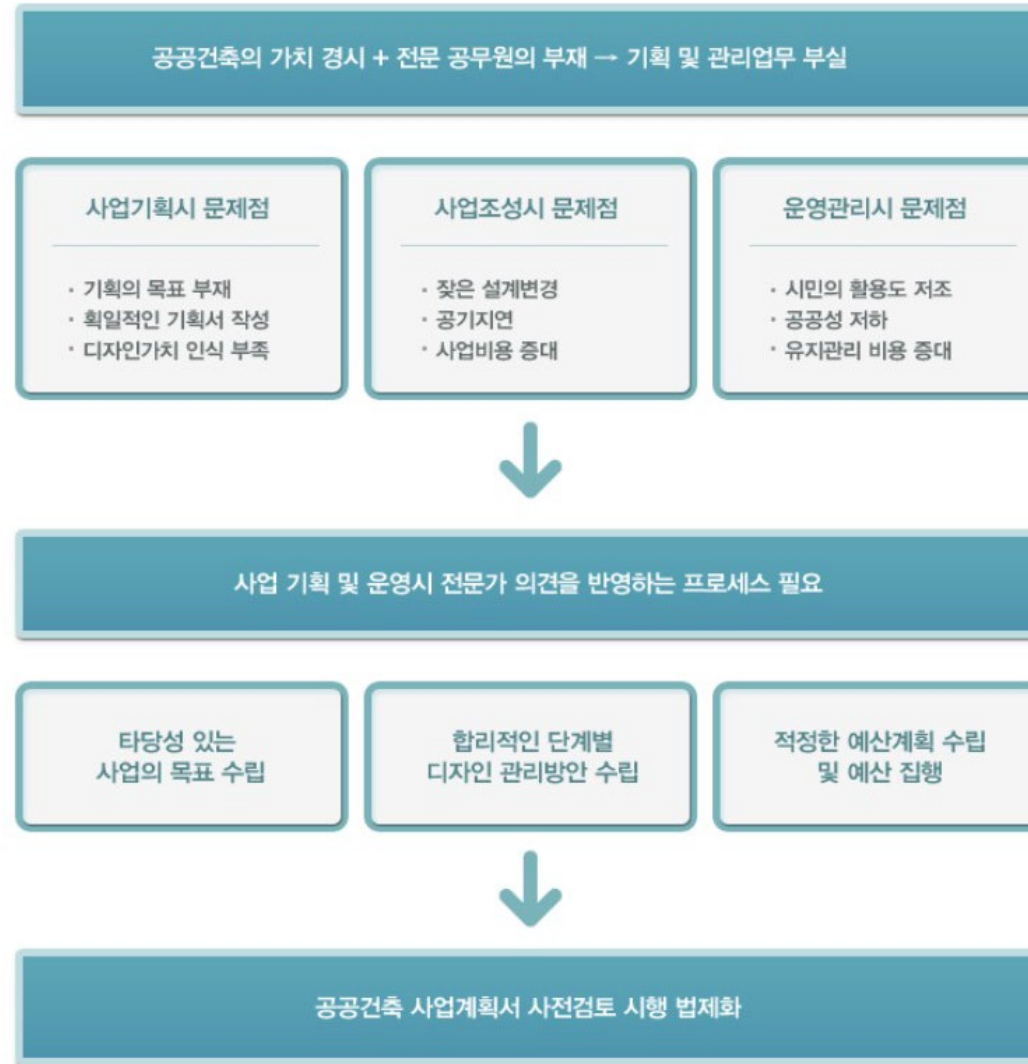 공공건축의 가치 경시 + 전문 공무원의 부재 → 기획 및 관리업무 부실
사업기획시 문제점
· 기획의 목표 부재
· 획일적인 기획서 작성
· 디자인가치 인식 부족
사업조성시 문제점
· 잦은 설계변경
· 공기지연
· 사업비용 증대
운영관리시 문제점
· 시민의 활용도 저조
· 공공성 저하
· 유지관리 비용 증대
사업 기획 및 운영시 전문가 의견을 반영하는 프로세스 필요
타당성 있는
사업의 목표 수립
합리적인 단계별
디자인 관리방안 수립
적정한 예산계획 수립
및 예산 집행
공공건축 사업계획서 사전검토 시행 법제화